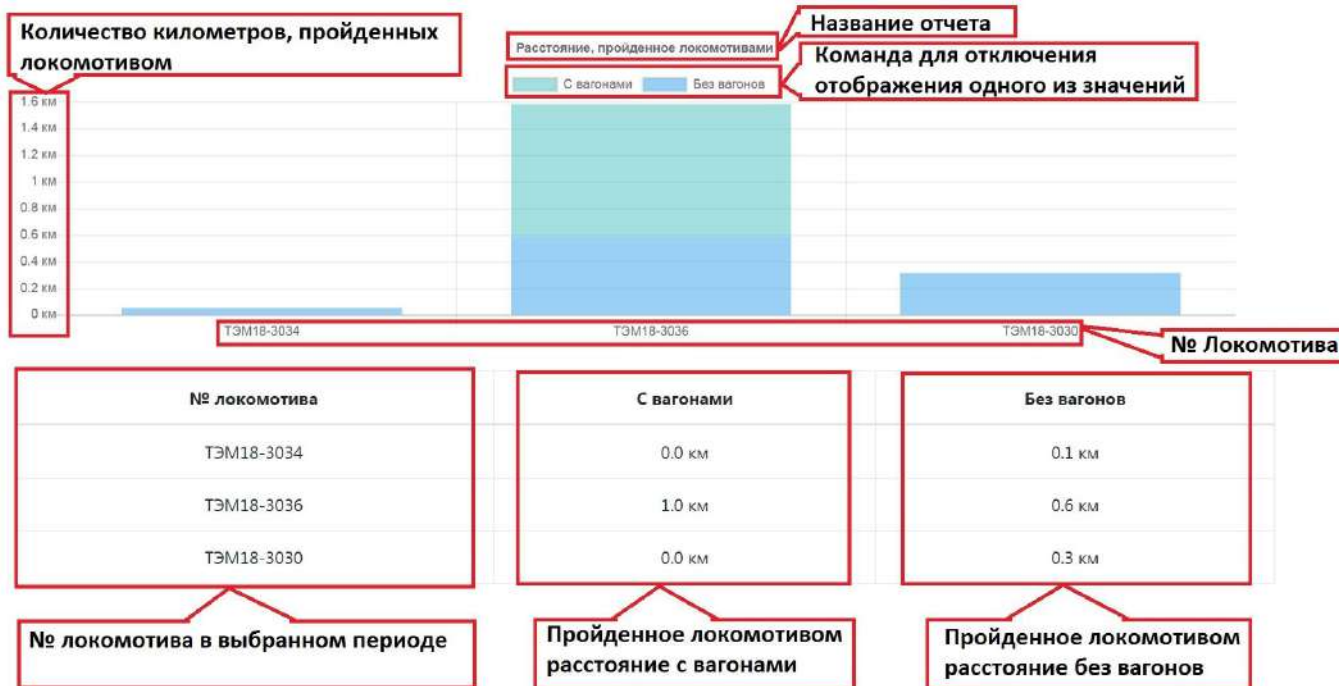 Количество километров, пройденных
локомотивом
Название отчета
Расстояние, пройденное локомотивами
Команда для отключения
отображения одного из значений
С вагонами
Без вагонов
1.6 км
1.4 км
1.2 км
1 км
0.8 км
0.6 км
0.4 км
0.2 км
0 км
ТЭМ18-3034
ТЭМ18-3036
ТЭМ18-3030
№ Локомотива
№ локомотива
С вагонами
Без вагонов
ТЭМ18-3034
0.0 км
0.1 км
ТЭМ18-3036
1.0 км
0.6 км
ТЭМ18-3030
0.0 км
0.3 км
№ локомотива в выбранном периоде
Пройденное локомотивом
расстояние с вагонами
Пройденное локомотивом
расстояние без вагонов